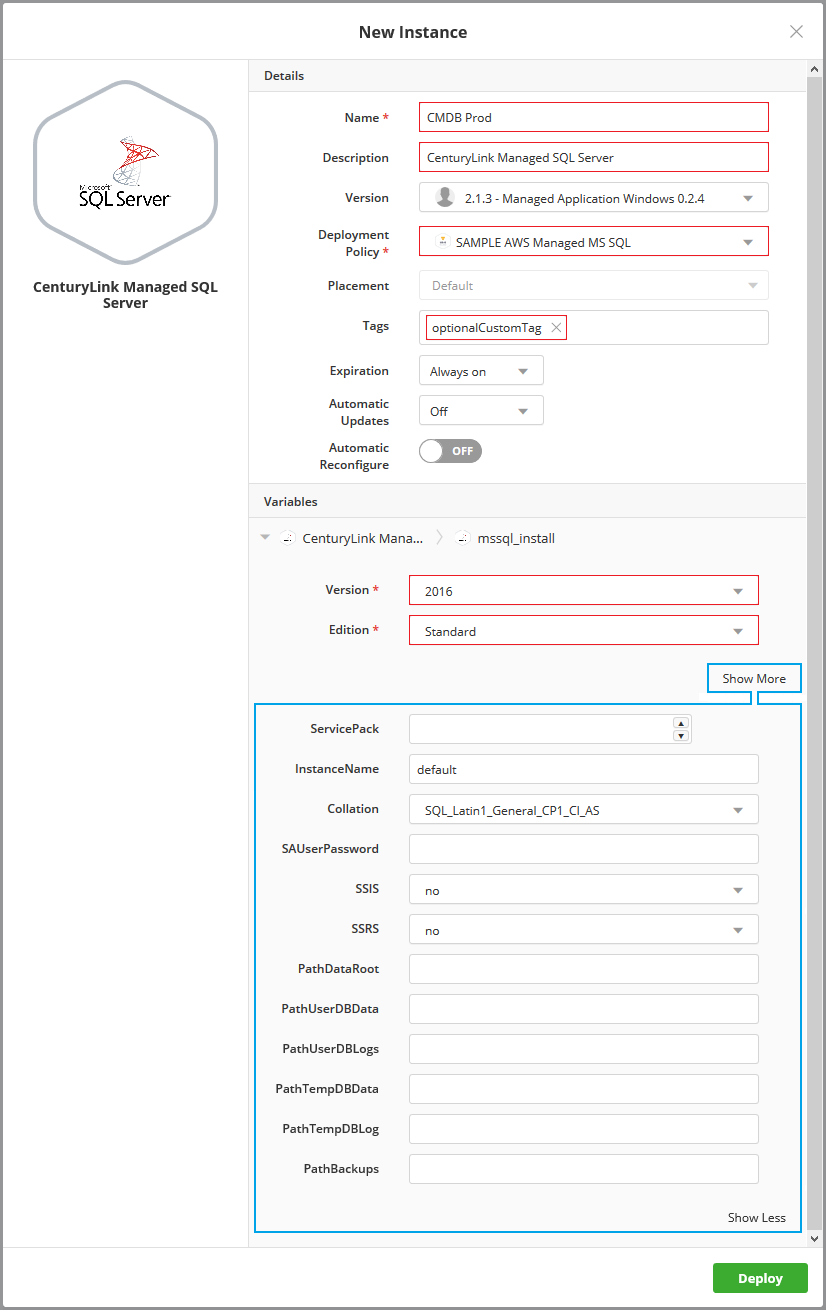 New Instance
Microsoft
SQL Server
CenturyLink Managed SQL
Server
Details
Name *
CMDB Prod
Description
CenturyLink Managed SQL Server
Version
2.1.3 - Managed Application Windows 0.2.4
Deployment
Policy *
SAMPLE AWS Managed MS SQL
Placement
Default
Tags
optionalCustomTag
Expiration
Always on
Automatic
Updates
Off
Automatic
Reconfigure
OFF
Variables
CenturyLink Mana...
mssql_install
Version *
2016
Edition *
Standard
Show More
ServicePack
InstanceName
default
Collation
SQL_Latin1_General_CP1_CI_AS
SAUserPassword
SSIS
no
SSRS
no
PathDataRoot
PathUserDBData
PathUserDBLogs
PathTempDBData
PathTempDBLog
PathBackups
Show Less
Deploy